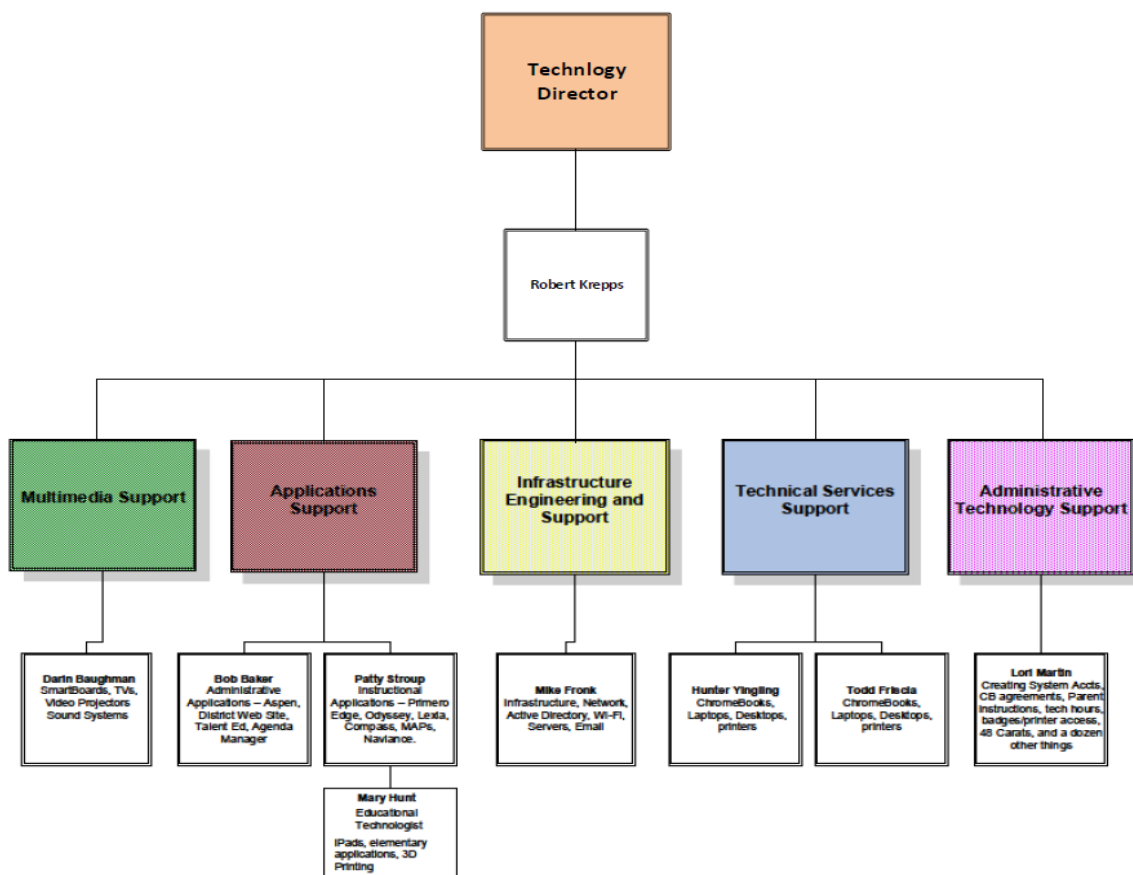 Technlogy
Director
Robert Krepps
Multimedia Support
Applications
Support
Infrastructure
Engineering and
Support
Technical Services
Support
Administrative
Technology Support
Darin Baughman
SmartBoards, TVs,
Video Projectors
Sound Systems
Bob Baker
Administrative
Applications – Aspen,
District Web Site,
Talent Ed, Agenda
Manager
Patty Stroup
Instructional
Applications – Primero
Edge, Odyssey, Lexia,
Compass, MAPs,
Naviance.
Mary Hunt
Educational
Technologist
IPads, elementary
applications, 3D
Printing
Mike Fronk
Infrastructure, Network,
Active Directory, Wi-Fi,
Servers, Email
Hunter Yingling
ChromeBooks,
Laptops, Desktops,
printers
Todd Friscia
ChromeBooks,
Laptops, Desktops,
printers
Lori Martin
Creating System Accts,
CB agreements, Parent
Instructions, tech hours,
badges/printer access,
48 Carats, and a dozen
other things